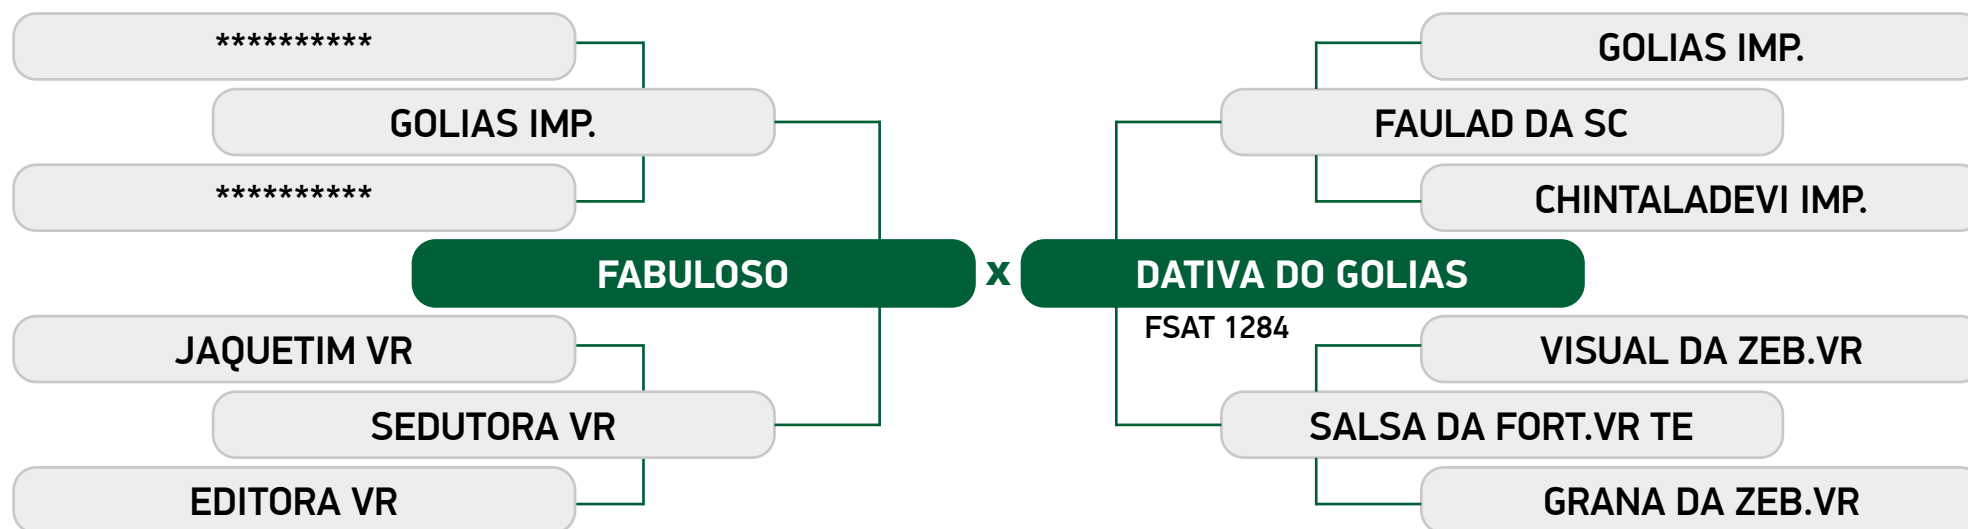 **********
GOLIAS IMP.
**********
FABULOSO
JAQUETIM VR
SEDUTORA VR
EDITORA VR
x
GOLIAS IMP.
FAULAD DA SC
CHINTALADEVI IMP.
DATIVA DO GOLIAS
FSAT 1284
VISUAL DA ZEB.VR
SALSA DA FORT.VR TE
GRANA DA ZEB.VR